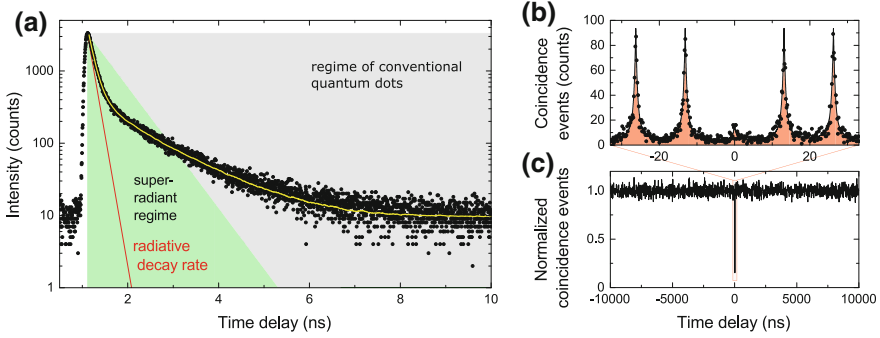 (a)
Intensity (counts)
1000
100
10
1
regime of conventional
quantum dots
super-
radiant
regime
radiative
decay rate
2
4
6
8
10
Time delay (ns)
(b)
Coincidence
events (counts)
100
80
60
40
20
0
-20
0
20
(c)
Normalized
coincidence events
1.0
0.5
0
-10000
-5000
0
5000
10000
Time delay (ns)